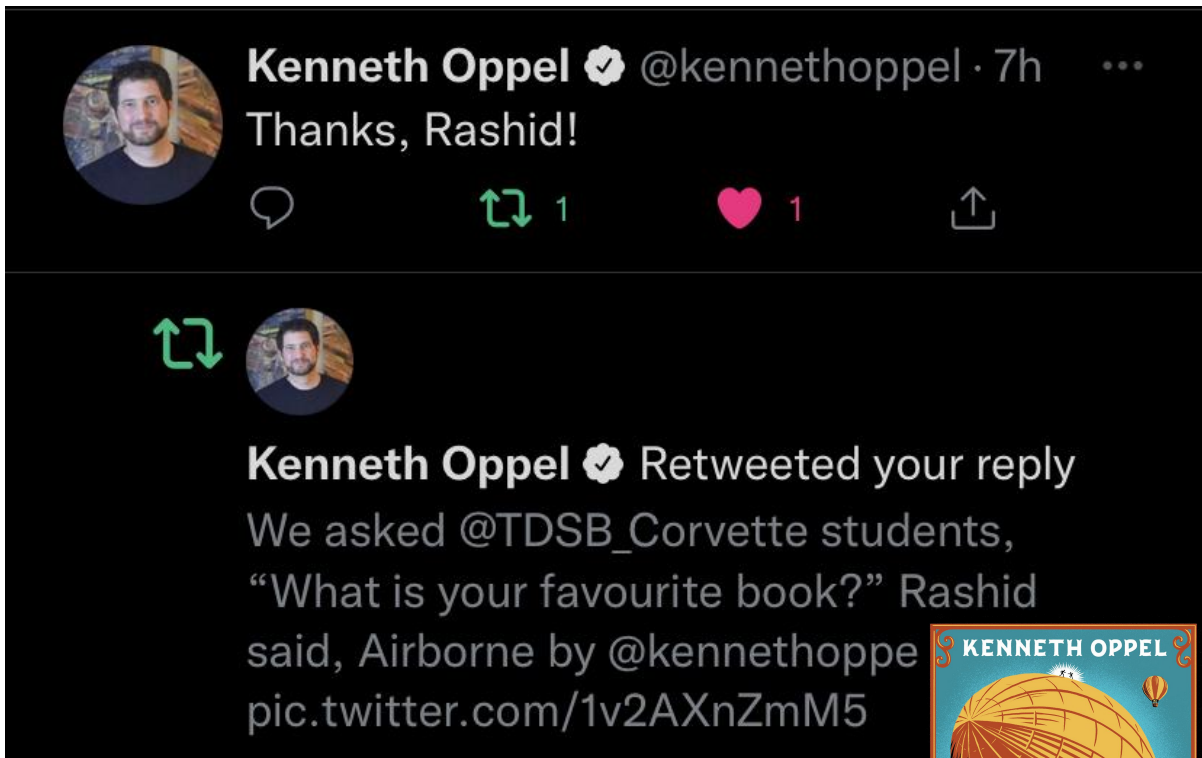 Kenneth Oppel @kennethoppel · 7h
Thanks, Rashid!
1 1
Kenneth Oppel Retweeted your reply
We asked @TDSB_Corvette students,
“What is your favourite book?” Rashid
said, Airborne by @kennethoppe
pic.twitter.com/1v2AXnZmM5
KENNETH OPPEL